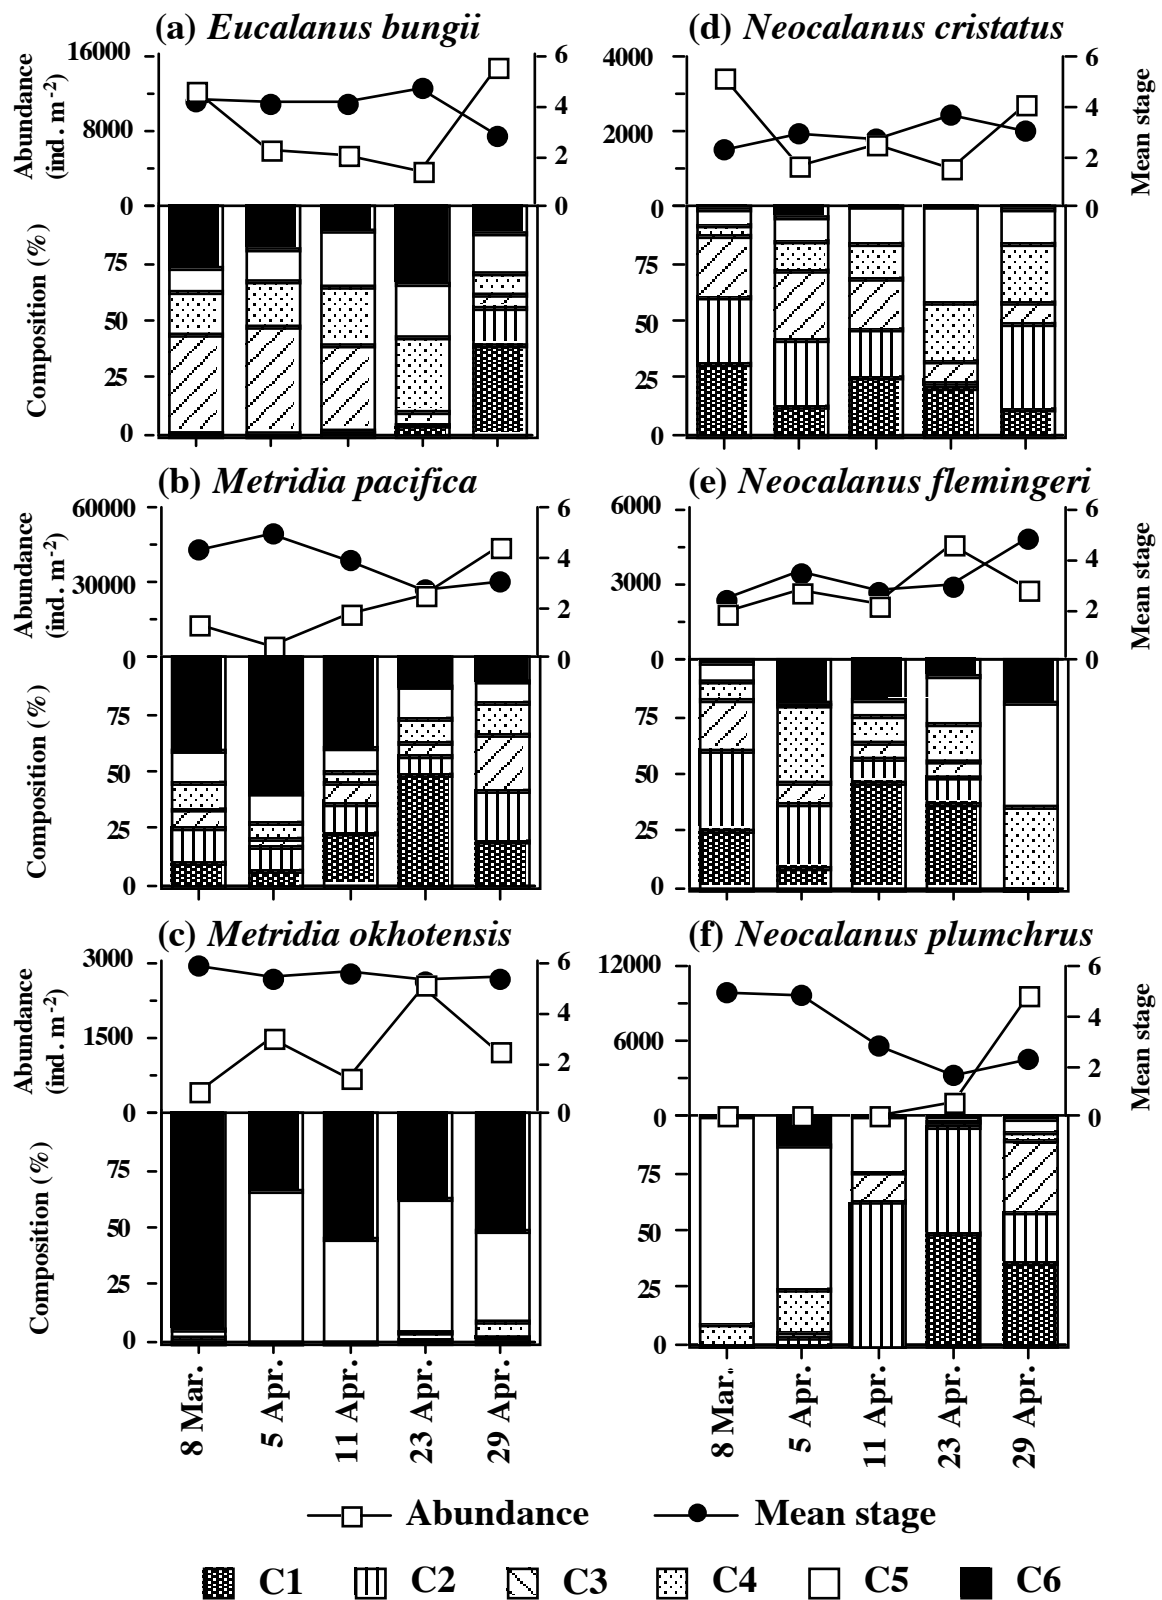 (a) Eucalanus bungii
(d) Neocalanus cristatus
Abundance
(ind. m-2)
16000
8000
0
6
4
2
0
4000
2000
0
6
4
2
0
Mean stage
Composition (%)
75
50
25
0
75
50
25
0
(b) Metridia pacifica
(e) Neocalanus flemingeri
Abundance
(ind. m-2)
60000
30000
0
6
4
2
0
6000
3000
0
6
4
2
0
Mean stage
Composition (%)
75
50
25
0
75
50
25
0
(c) Metridia okhotensis
(f) Neocalanus plumchrus
Abundance
(ind. m-2)
3000
1500
0
6
4
2
0
12000
6000
0
6
4
2
0
Mean stage
Composition (%)
75
50
25
0
75
50
25
0
8 Mar.
5 Apr.
11 Apr.
23 Apr.
29 Apr.
8 Mar.
5 Apr.
11 Apr.
23 Apr.
29 Apr.
Abundance Mean stage
C1 C2 C3 C4 C5 C6